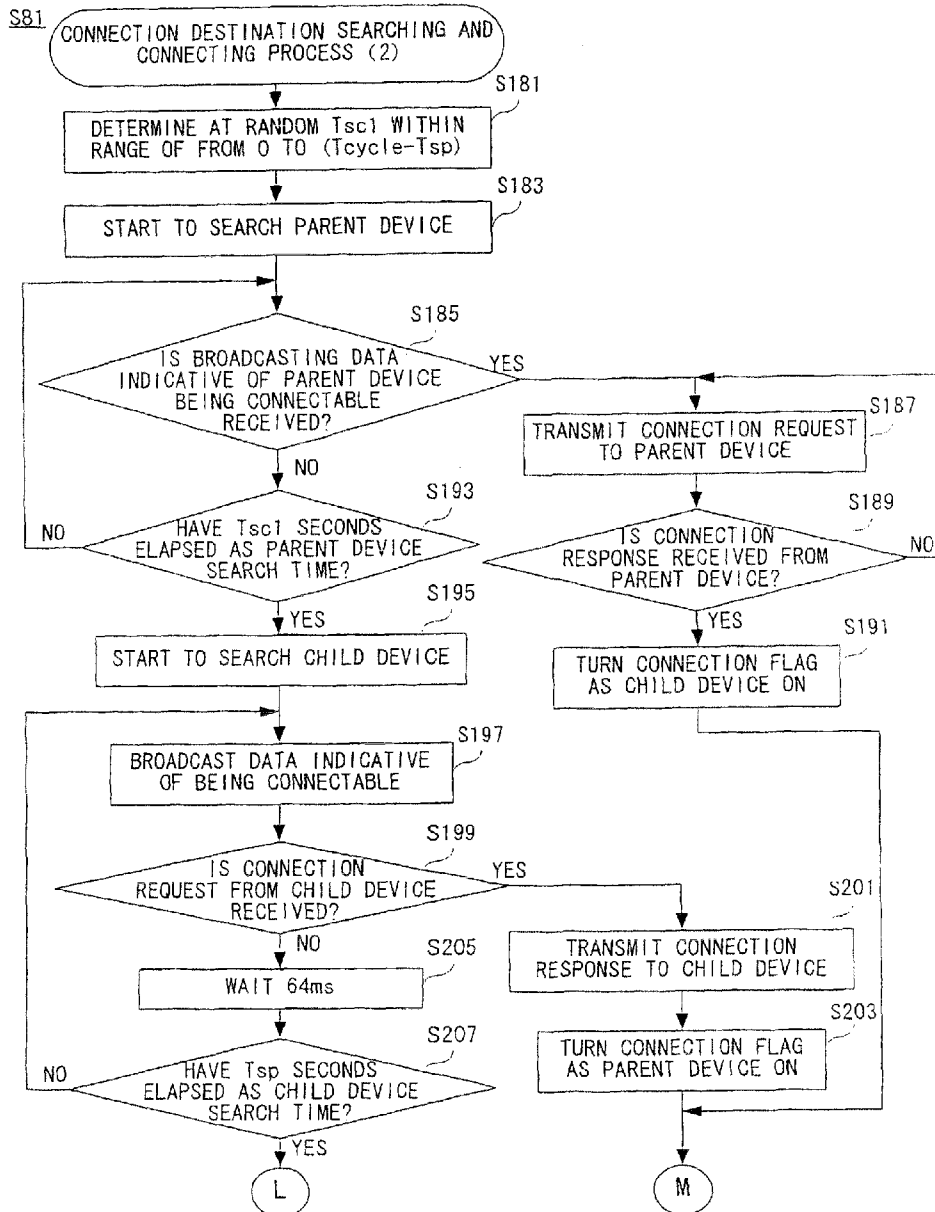 S81
CONNECTION DESTINATION SEARCHING AND
CONNECTING PROCESS (2)
S181
DETERMINE AT RANDOM Tsc1 WITHIN
RANGE OF FROM 0 TO (Tcycle-Tsp)
S183
START TO SEARCH PARENT DEVICE
S185
IS BROADCASTING DATA
INDICATIVE OF PARENT DEVICE
BEING CONNECTABLE
RECEIVED?
YES
NO
S187
TRANSMIT CONNECTION REQUEST
TO PARENT DEVICE
S189
IS CONNECTION
RESPONSE RECEIVED FROM
PARENT DEVICE?
NO
YES
S191
TURN CONNECTION FLAG
AS CHILD DEVICE ON
S193
HAVE Tsc1 SECONDS
ELAPSED AS PARENT DEVICE
SEARCH TIME?
NO
YES
S195
START TO SEARCH CHILD DEVICE
S197
BROADCAST DATA INDICATIVE
OF BEING CONNECTABLE
S199
IS CONNECTION
REQUEST FROM CHILD DEVICE
RECEIVED?
YES
NO
S201
TRANSMIT CONNECTION
RESPONSE TO CHILD DEVICE
S203
TURN CONNECTION FLAG
AS PARENT DEVICE ON
S205
WAIT 64ms
S207
HAVE Tsp SECONDS
ELAPSED AS CHILD DEVICE
SEARCH TIME?
NO
YES
L
M